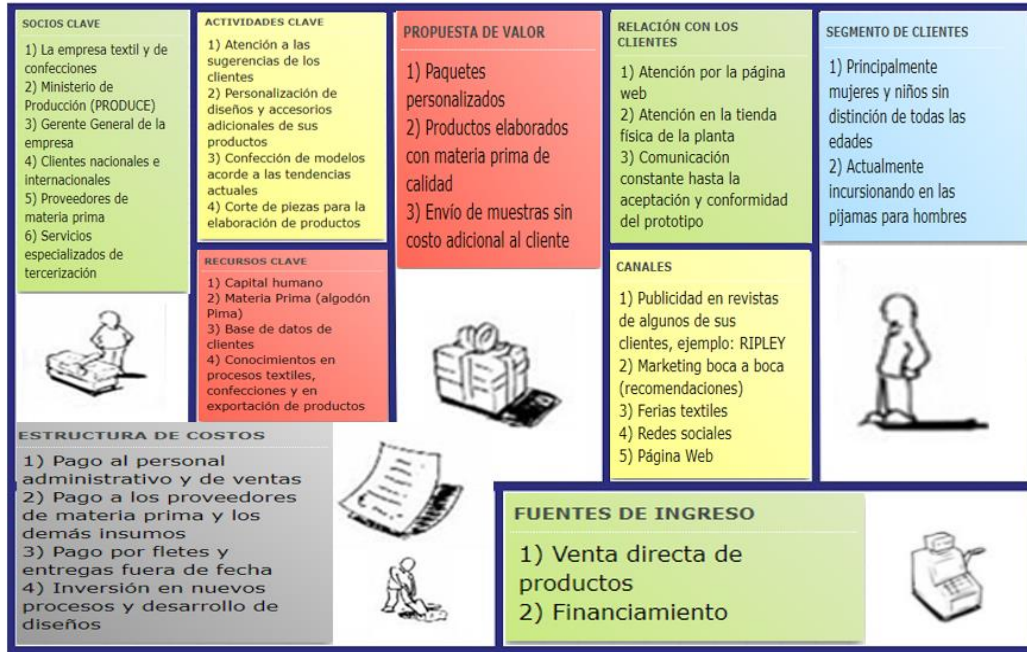 SOCIOS CLAVE
1) La empresa textil y de
confecciones
2) Ministerio de
Producción (PRODUCE)
3) Gerente General de la
empresa
4) Clientes nacionales e
internacionales
5) Proveedores de
materia prima
6) Servicios
especializados de
tercerización
ACTIVIDADES CLAVE
1) Atención a las
sugerencias de los
clientes
2) Personalización de
diseños y accesorios
adicionales de sus
productos
3) Confección de modelos
acorde a las tendencias
actuales
4) Corte de piezas para la
elaboración de productos
RECURSOS CLAVE
1) Capital humano
2) Materia Prima (algodón
Pima)
3) Base de datos de
clientes
4) Conocimientos en
procesos textiles,
confecciones y en
exportación de productos
PROPUESTA DE VALOR
1) Paquetes
personalizados
2) Productos elaborados
con materia prima de
calidad
3) Envío de muestras sin
costo adicional al cliente
RELACIÓN CON LOS
CLIENTES
1) Atención por la página
web
2) Atención en la tienda
física de la planta
3) Comunicación
constante hasta la
aceptación y conformidad
del prototipo
CANALES
1) Publicidad en revistas
de algunos de sus
clientes, ejemplo: RIPLEY
2) Marketing boca a boca
(recomendaciones)
3) Ferias textiles
4) Redes sociales
5) Página Web
SEGMENTO DE CLIENTES
1) Principalmente
mujeres y niños sin
distinción de todas las
edades
2) Actualmente
incursionando en las
pijamas para hombres
ESTRUCTURA DE COSTOS
1) Pago al personal
administrativo y de ventas
2) Pago a los proveedores
de materia prima y los
demás insumos
3) Pago por fletes y
entregas fuera de fecha
4) Inversión en nuevos
procesos y desarrollo de
diseños
FUENTES DE INGRESO
1) Venta directa de
productos
2) Financiamiento